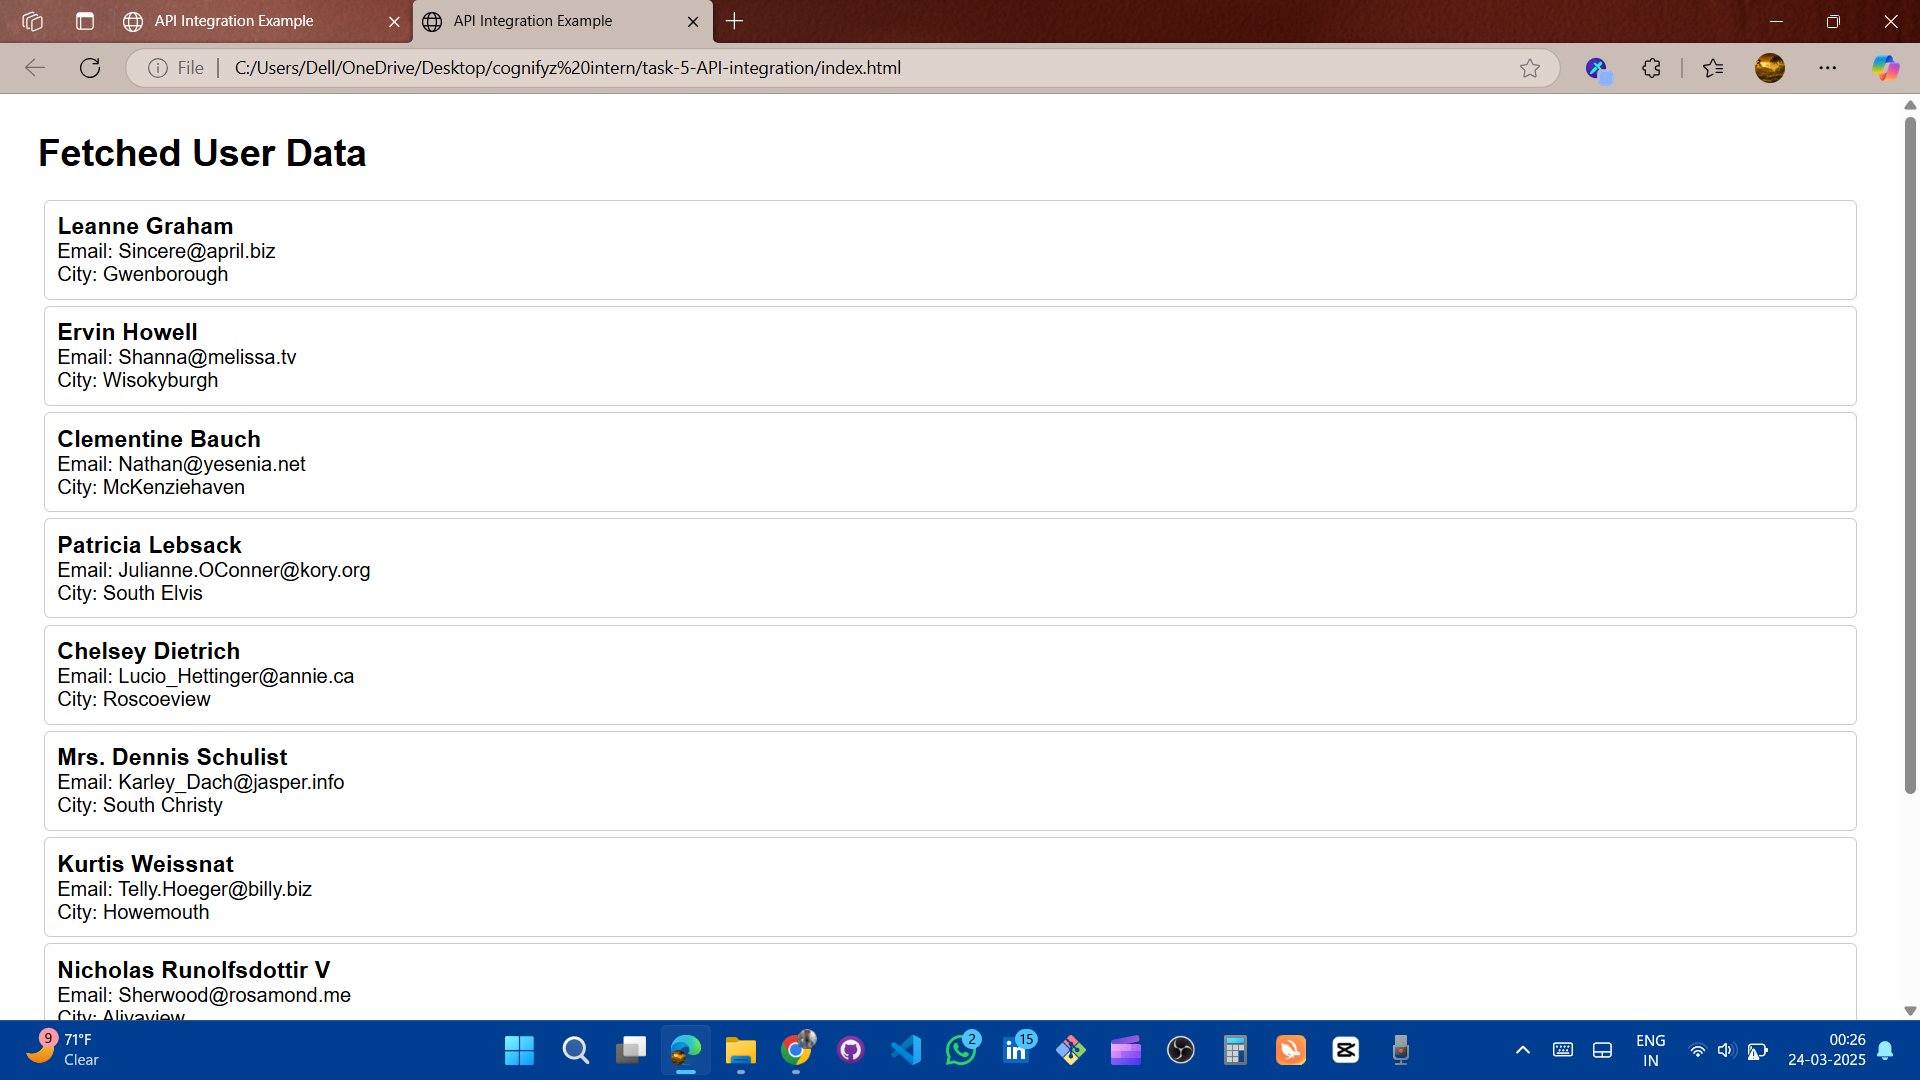 API Integration Example
API Integration Example
File
C:/Users/Dell/OneDrive/Desktop/cognifyz%20intern/task-5-API-integration/index.html
Fetched User Data
Leanne Graham
Email: Sincere@april.biz
City: Gwenborough
Ervin Howell
Email: Shanna@melissa.tv
City: Wisokyburgh
Clementine Bauch
Email: Nathan@yesenia.net
City: McKenziehaven
Patricia Lebsack
Email: Julianne.OConner@kory.org
City: South Elvis
Chelsey Dietrich
Email: Lucio_Hettinger@annie.ca
City: Roscoeview
Mrs. Dennis Schulist
Email: Karley_Dach@jasper.info
City: South Christy
Kurtis Weissnat
Email: Telly.Hoeger@billy.biz
City: Howemouth
Nicholas Runolfsdottir V
Email: Sherwood@rosamond.me
City: Aliyaview
9
71°F
Clear
2
in 15
ENG
IN
00:26
24-03-2025